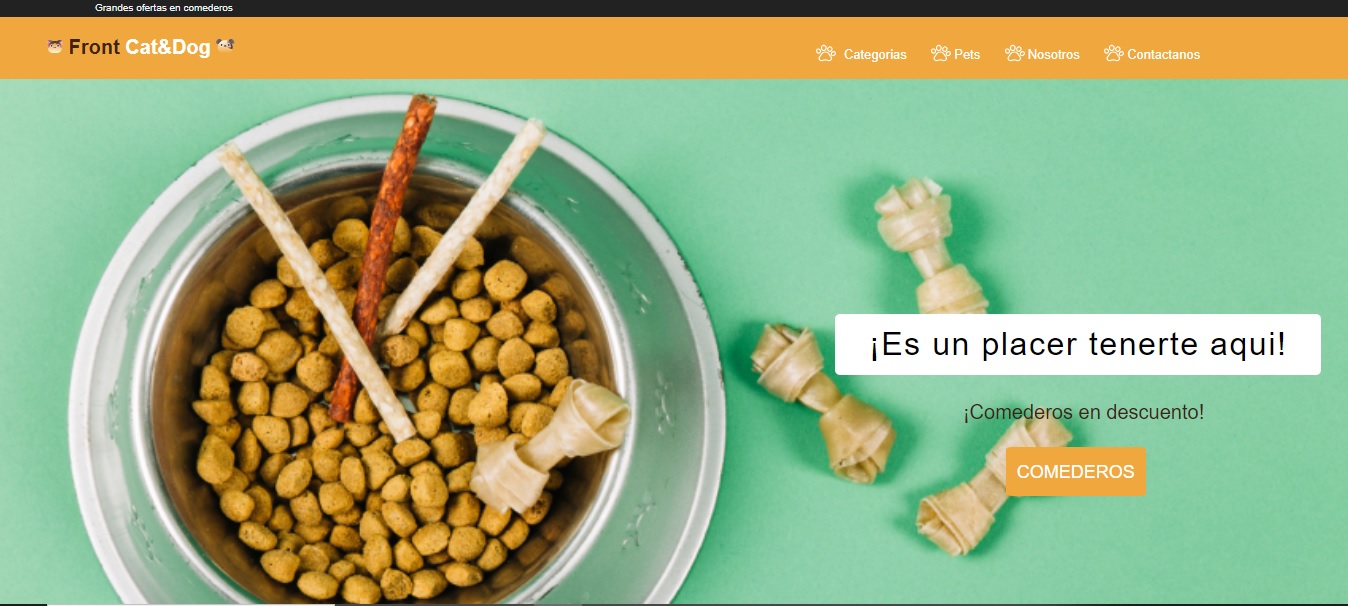 Grandes ofertas en comederos
Front Cat&Dog
Categorias Pets Nosotros Contactanos
¡Es un placer tenerte aqui!
¡Comederos en descuento!
COMEDEROS